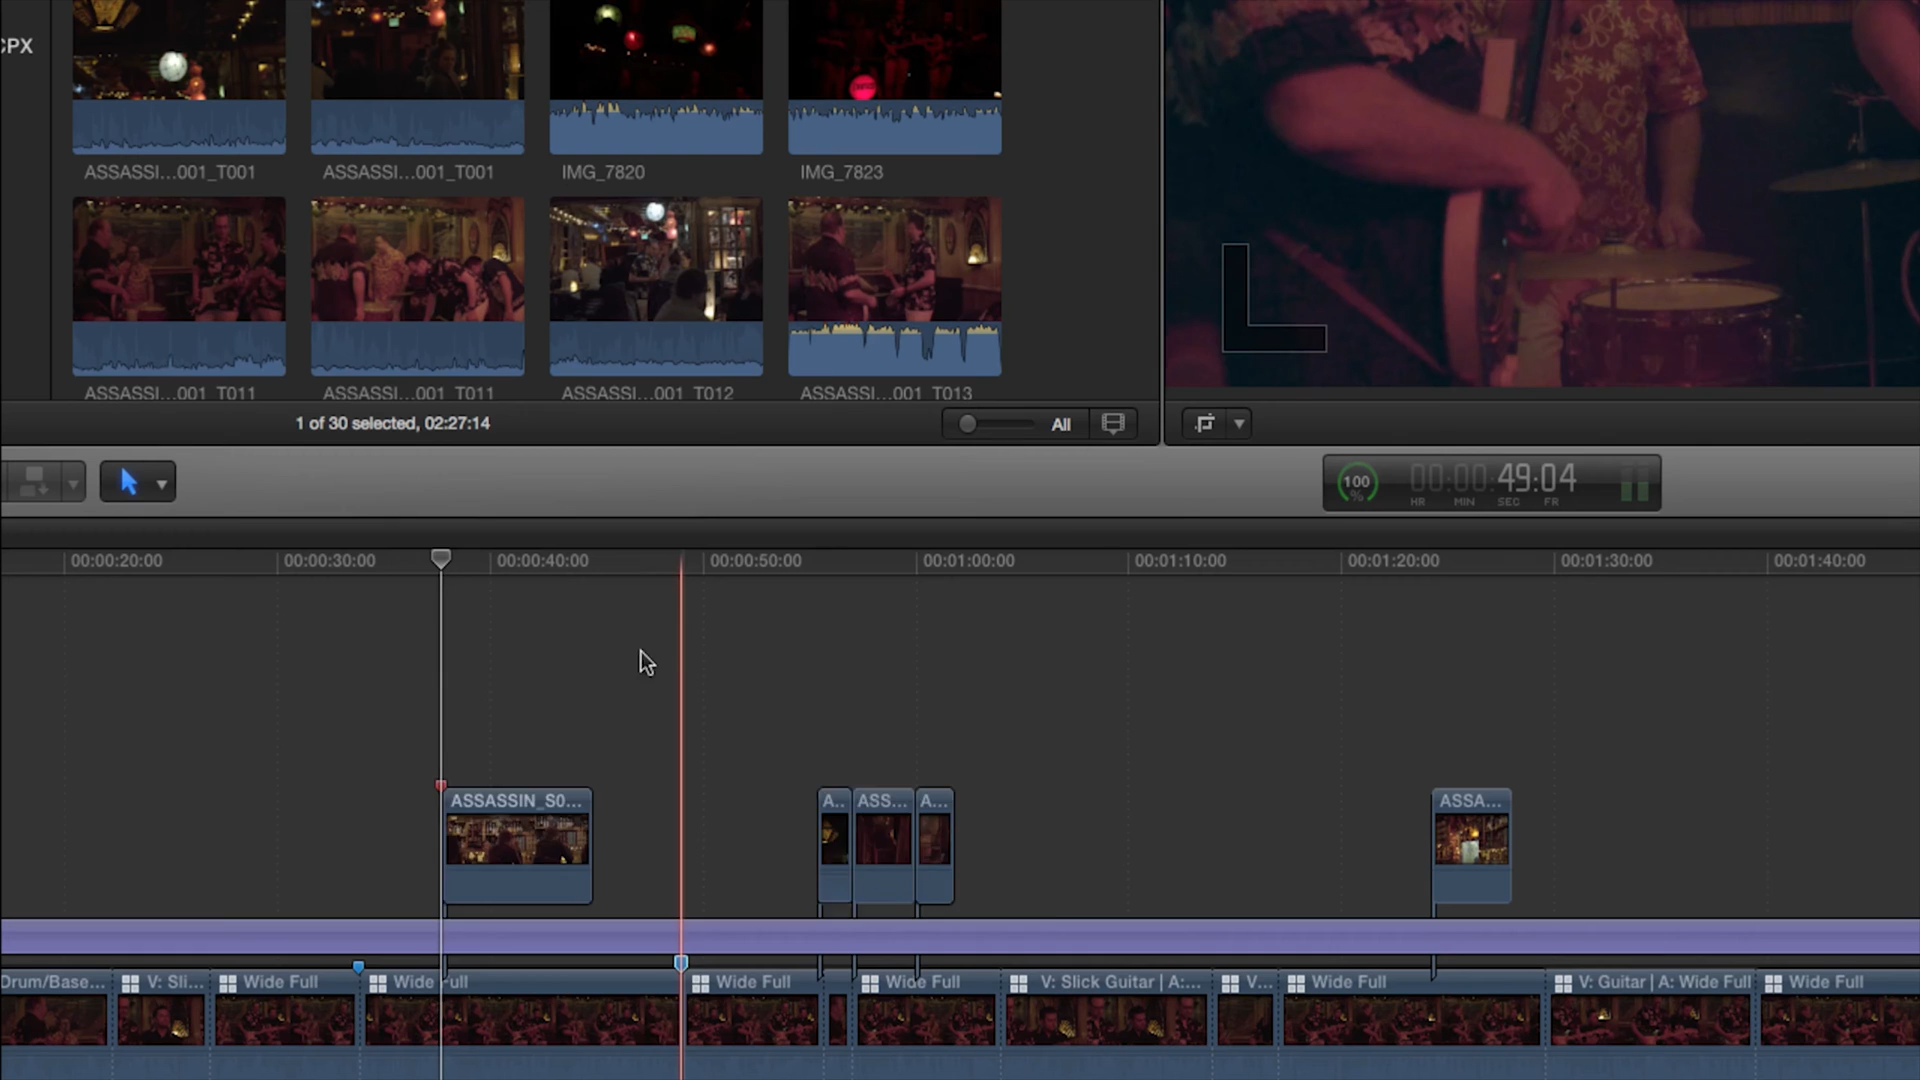 CPX
ASSASSI...001_T001
ASSASSI...001_T001
IMG_7820
IMG_7823
ASSASSI...001_T011
ASSASSI...001_T011
ASSASSI...001_T012
ASSASSI...001_T013
1 of 30 selected, 02:27:14
All
100
%
00:00:49:04
HR MIN SEC FR
00:00:20:00
00:00:30:00
00:00:40:00
00:00:50:00
00:01:00:00
00:01:10:00
00:01:20:00
00:01:30:00
00:01:40:00
ASSASSIN_S0...
A..
ASS...
A...
ASSA...
Drum/Base...
V: Sli...
Wide Full
Wide Full
Wide Full
Wide Full
V: Slick Guitar | A:...
V...
Wide Full
V: Guitar | A: Wide Full
Wide Full